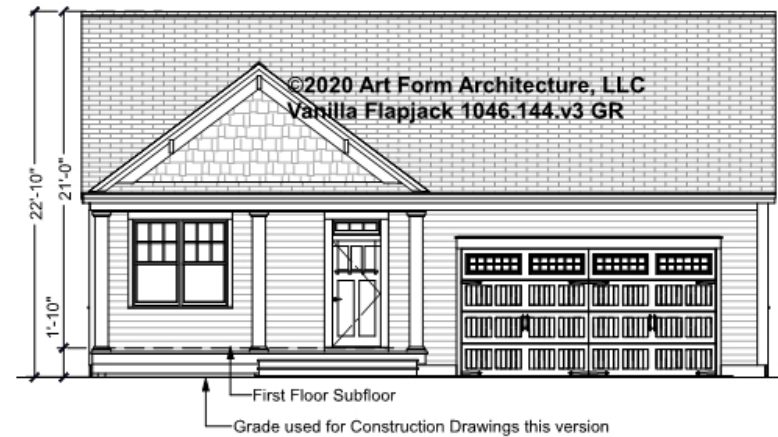 ©2020 Art Form Architecture, LLC
Vanilla Flapjack 1046.144.v3 GR
22'-10"
21'-0"
1'-10"
First Floor Subfloor
Grade used for Construction Drawings this version